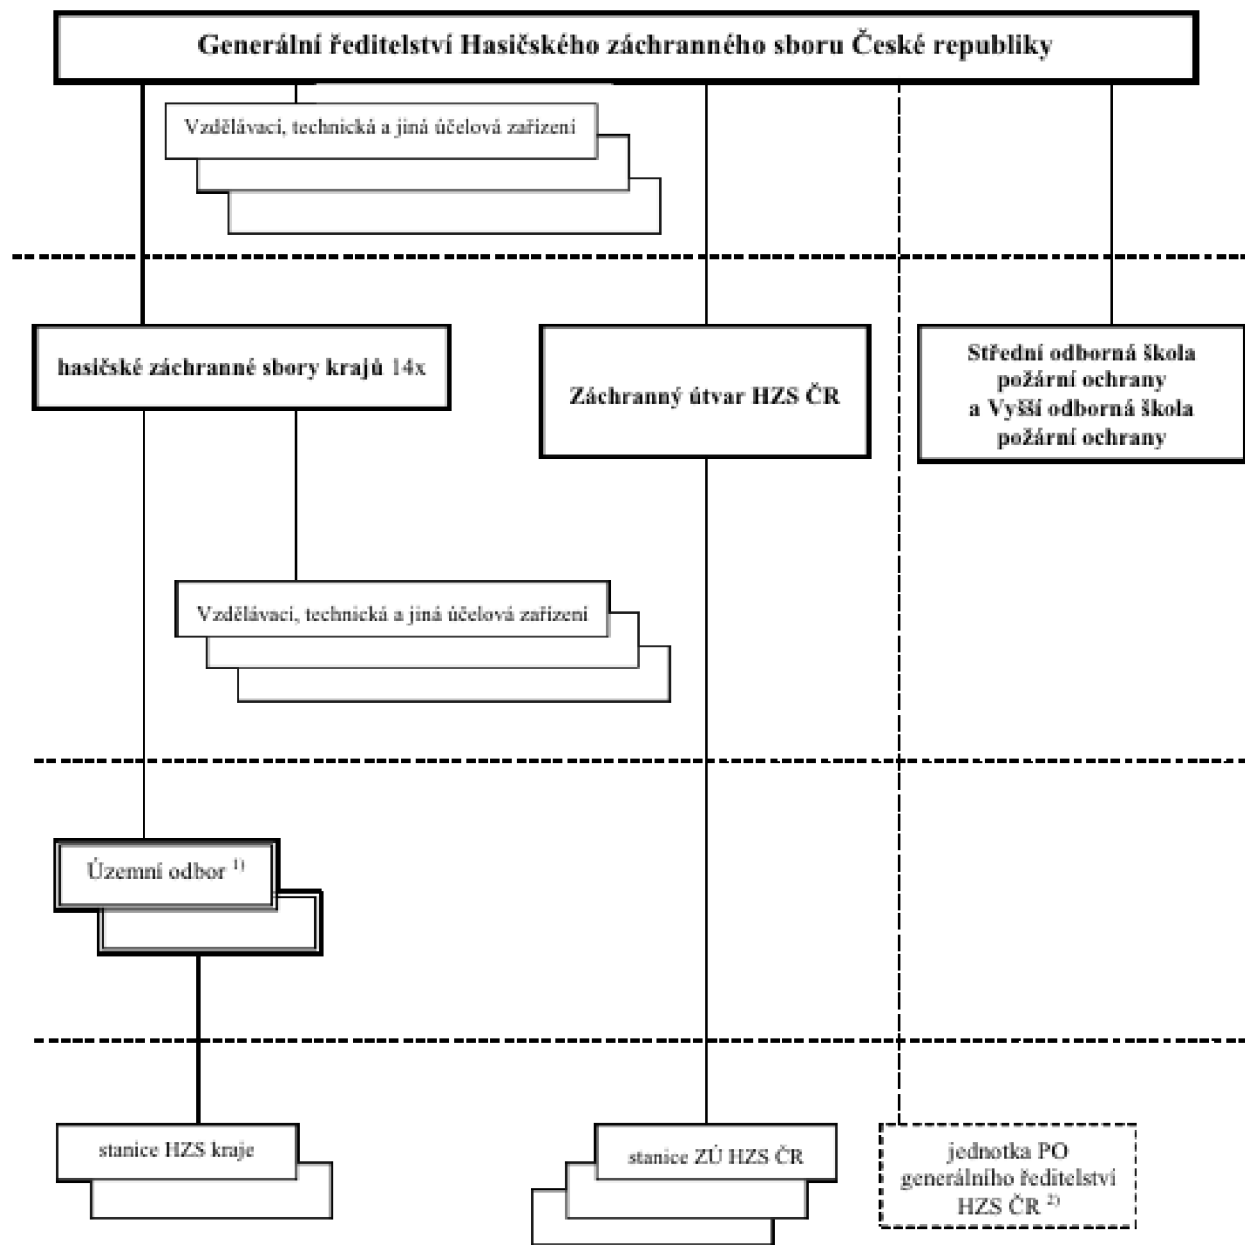 Generální ředitelství Hasičského záchranného sboru České republiky
Vzdělávací, technická a jiná účelová zařízení
hasičské záchranné sbory krajů 14x
Záchranný útvar HZS ČR
Střední odborná škola
požární ochrany
a Vyšší odborná škola
požární ochrany
Vzdělávací, technická a jiná účelová zařízení
Územní odbor ¹⁾
stanice HZS kraje
stanice ZÚ HZS ČR
jednotka PO
generálního ředitelství
HZS ČR ²⁾